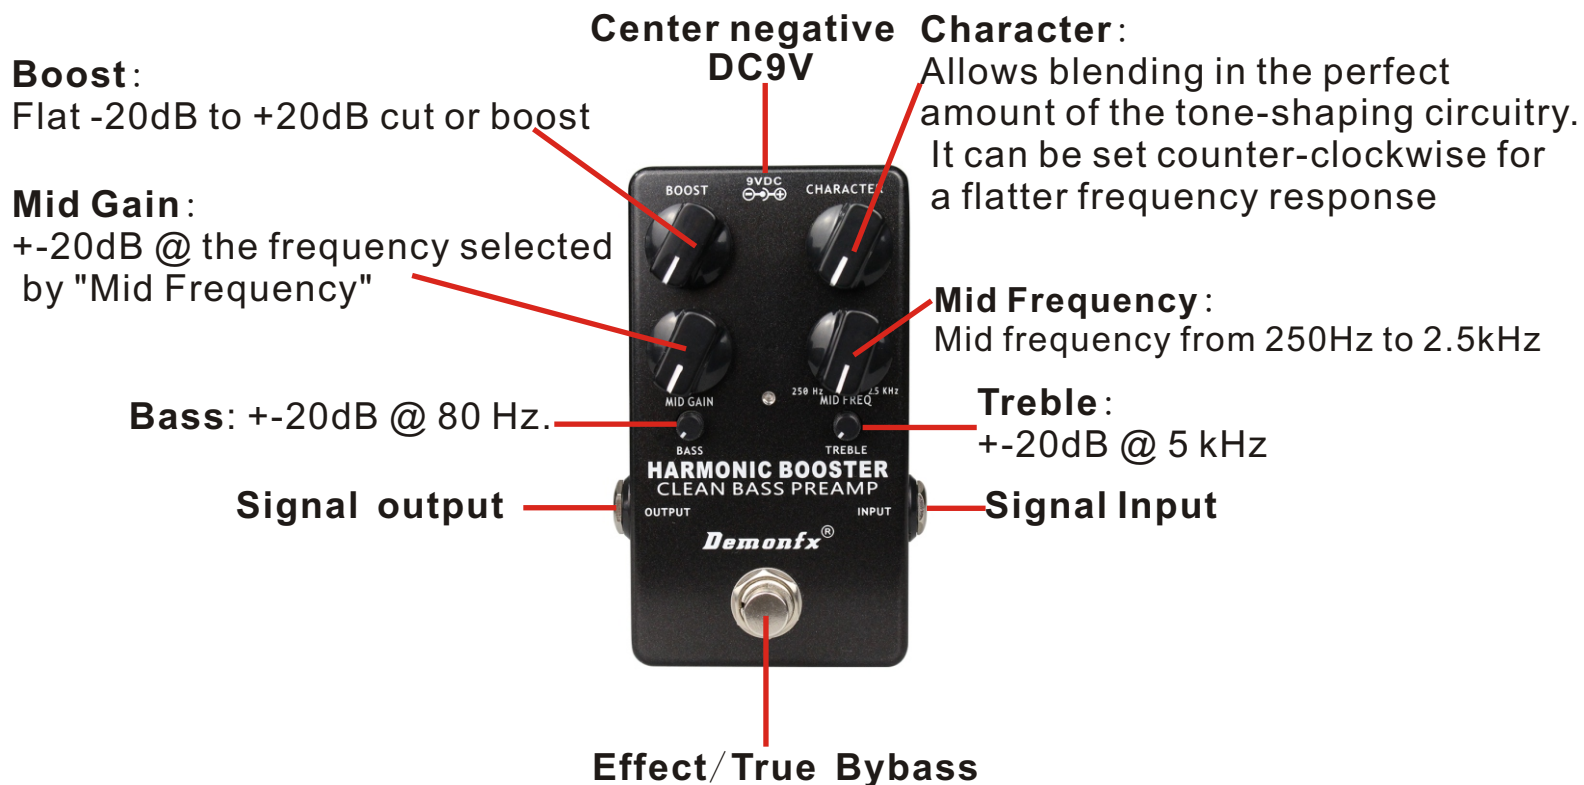 Center negative
DC9V
Character:
Allows blending in the perfect
amount of the tone-shaping circuitry.
It can be set counter-clockwise for
a flatter frequency response
Boost:
Flat -20dB to +20dB cut or boost
Mid Gain:
+-20dB @ the frequency selected
by "Mid Frequency"
Mid Frequency:
Mid frequency from 250Hz to 2.5kHz
Bass: +-20dB @ 80 Hz.
Treble:
+-20dB @ 5 kHz
Signal output
Signal Input
BOOST
9VDC
CHARACTER
MID GAIN
250 Hz
2.5 KHz
MID FREQ
BASS
TREBLE
HARMONIC BOOSTER
CLEAN BASS PREAMP
OUTPUT
INPUT
Demonfx®
Effect/True Bybass